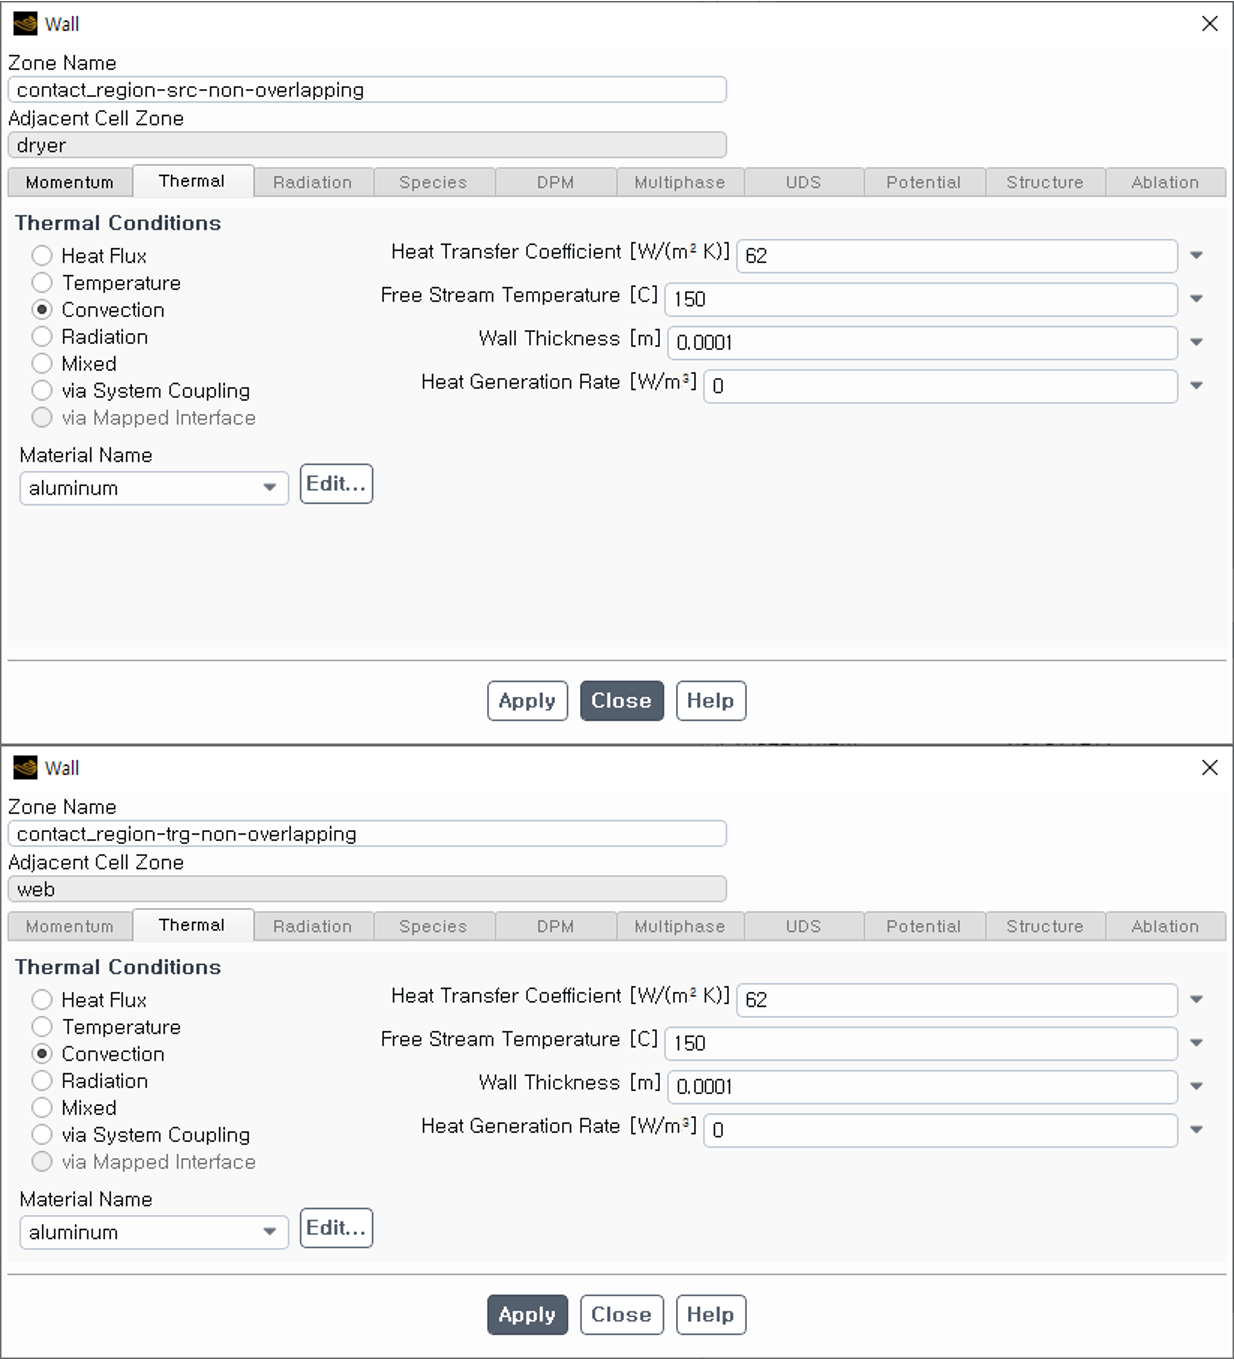 Wall
Zone Name
contact_region-src-non-overlapping
Adjacent Cell Zone
dryer
Momentum Thermal Radiation Species DPM Multiphase UDS Potential Structure Ablation
Thermal Conditions
Heat Flux
Temperature
Convection
Radiation
Mixed
via System Coupling
via Mapped Interface
Heat Transfer Coefficient [W/(m² K)] 62
Free Stream Temperature [C] 150
Wall Thickness [m] 0.0001
Heat Generation Rate [W/m³] 0
Material Name
aluminum Edit...
Apply Close Help
Wall
Zone Name
contact_region-trg-non-overlapping
Adjacent Cell Zone
web
Momentum Thermal Radiation Species DPM Multiphase UDS Potential Structure Ablation
Thermal Conditions
Heat Flux
Temperature
Convection
Radiation
Mixed
via System Coupling
via Mapped Interface
Heat Transfer Coefficient [W/(m² K)] 62
Free Stream Temperature [C] 150
Wall Thickness [m] 0.0001
Heat Generation Rate [W/m³] 0
Material Name
aluminum Edit...
Apply Close Help